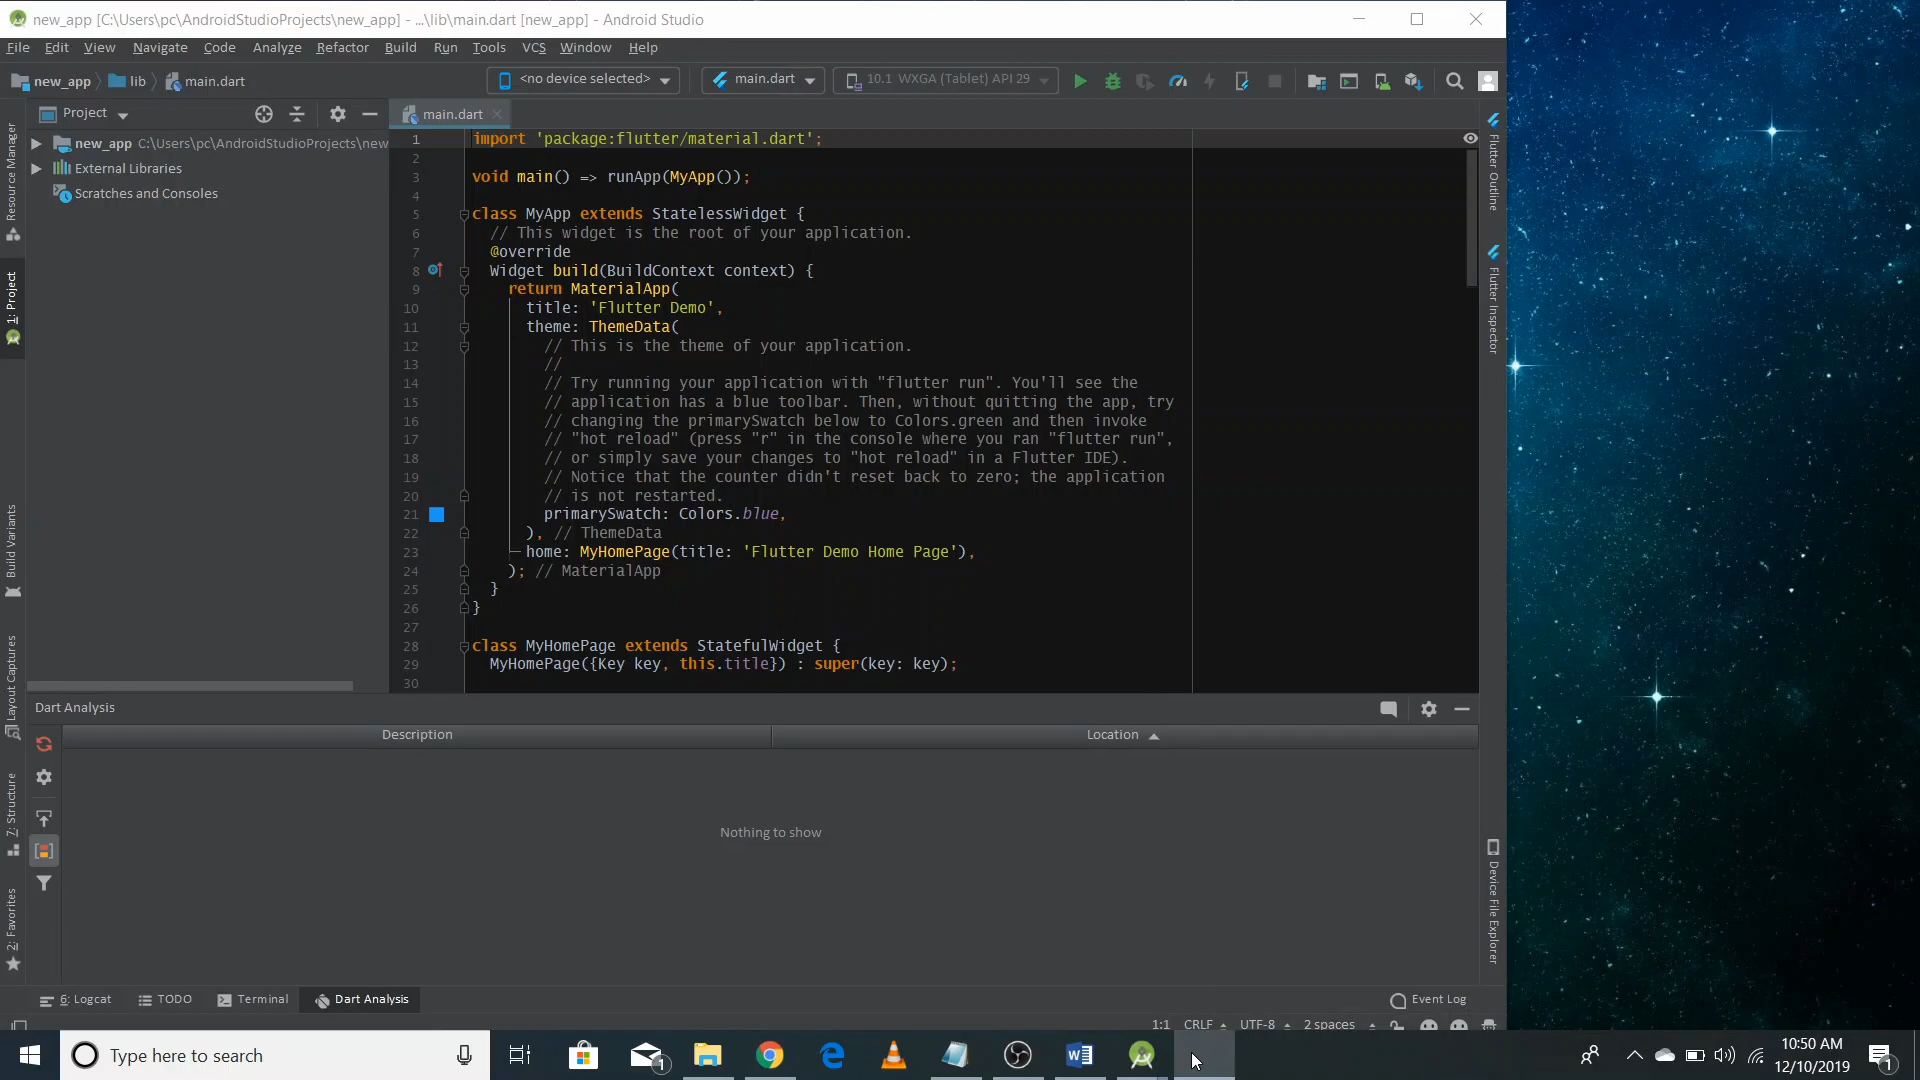 new_app [C:\Users\pc\AndroidStudioProjects\new_app] - ...\lib\main.dart [new_app] - Android Studio
File Edit View Navigate Code Analyze Refactor Build Run Tools VCS Window Help
new_app lib main.dart <no device selected> main.dart 10.1 WXGA (Tablet) API 29
Project main.dart
new_app C:\Users\pc\AndroidStudioProjects\new
External Libraries
Scratches and Consoles
Resource Manager
1: Project
Build Variants
Layout Captures
7: Structure
2: Favorites
1 import 'package:flutter/material.dart';
2
3 void main() => runApp(MyApp());
4
5 class MyApp extends StatelessWidget {
6 // This widget is the root of your application.
7 @override
8 Widget build(BuildContext context) {
9 return MaterialApp(
10 title: 'Flutter Demo',
11 theme: ThemeData(
12 // This is the theme of your application.
13 //
14 // Try running your application with "flutter run". You'll see the
15 // application has a blue toolbar. Then, without quitting the app, try
16 // changing the primarySwatch below to Colors.green and then invoke
17 // "hot reload" (press "r" in the console where you ran "flutter run",
18 // or simply save your changes to "hot reload" in a Flutter IDE).
19 // Notice that the counter didn't reset back to zero; the application
20 // is not restarted.
21 primarySwatch: Colors.blue,
22 ), // ThemeData
23 home: MyHomePage(title: 'Flutter Demo Home Page'),
24 ); // MaterialApp
25 }
26 }
27
28 class MyHomePage extends StatefulWidget {
29 MyHomePage({Key key, this.title}) : super(key: key);
30
Flutter Outline
Flutter Inspector
Device File Explorer
Dart Analysis
Description Location
Nothing to show
6: Logcat TODO Terminal Dart Analysis Event Log
1:1 CRLF UTF-8 2 spaces
Type here to search
1
10:50 AM
12/10/2019
1